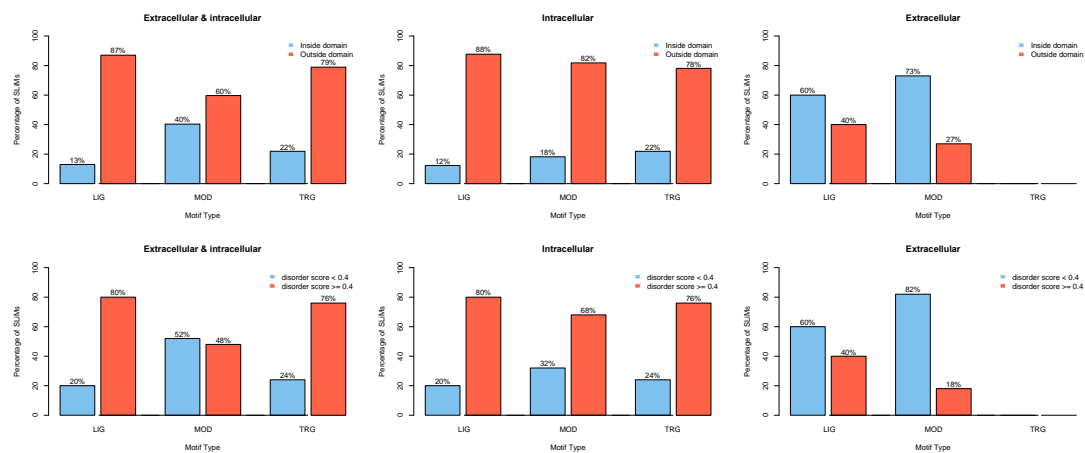 Extracellular & intracellular
Percentage of SLiMs
0 20 40 60 80 100
Inside domain
Outside domain
13% 87% 40% 60% 22% 79%
LIG MOD TRG
Motif Type
Intracellular
Percentage of SLiMs
0 20 40 60 80 100
Inside domain
Outside domain
12% 88% 18% 82% 22% 78%
LIG MOD TRG
Motif Type
Extracellular
Percentage of SLiMs
0 20 40 60 80 100
Inside domain
Outside domain
60% 40% 73% 27%
LIG MOD TRG
Motif Type
Extracellular & intracellular
Percentage of SLiMs
0 20 40 60 80 100
disorder score < 0.4
disorder score >= 0.4
20% 80% 52% 48% 24% 76%
LIG MOD TRG
Motif Type
Intracellular
Percentage of SLiMs
0 20 40 60 80 100
disorder score < 0.4
disorder score >= 0.4
20% 80% 32% 68% 24% 76%
LIG MOD TRG
Motif Type
Extracellular
Percentage of SLiMs
0 20 40 60 80 100
disorder score < 0.4
disorder score >= 0.4
60% 40% 82% 18%
LIG MOD TRG
Motif Type